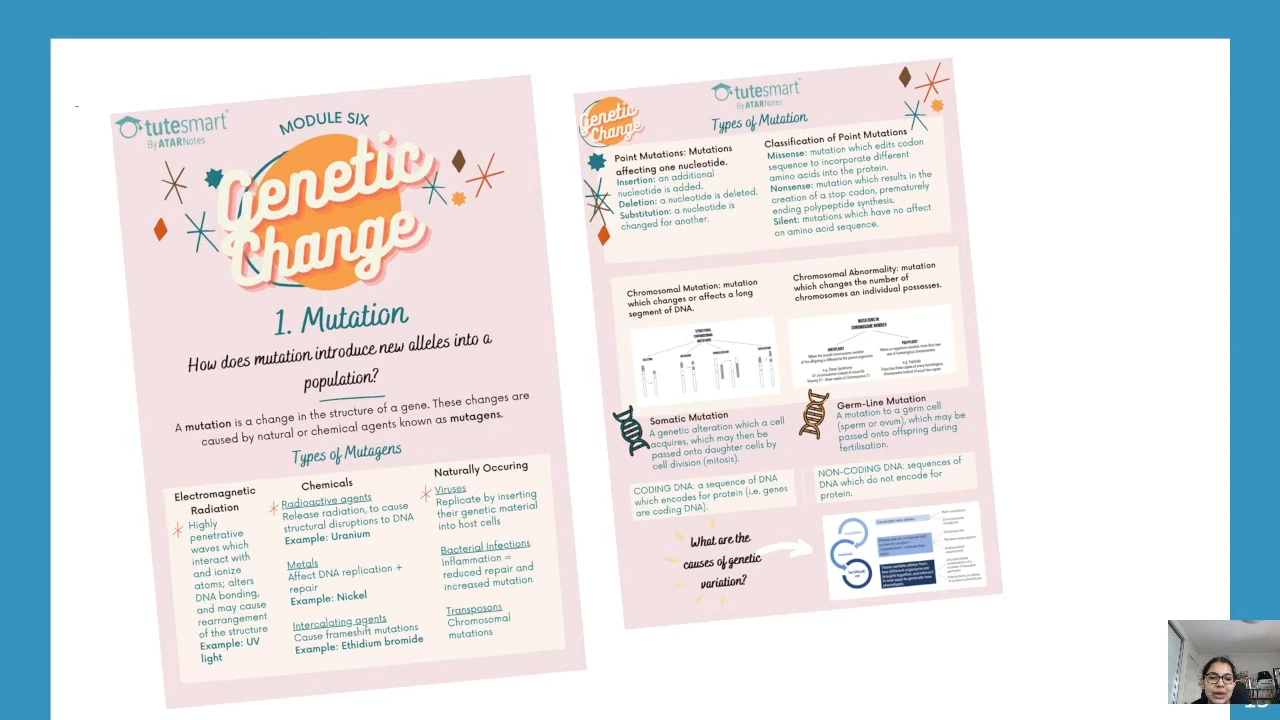 tutesmart
By ATARNotes
MODULE SIX
Genetic
Change
1. Mutation
How does mutation introduce new alleles into a
population?
A mutation is a change in the structure of a gene. These changes are
caused by natural or chemical agents known as mutagens.
Types of Mutagens
Electromagnetic
Radiation
Highly
penetrative
waves which
interact with
and ionize
atoms; alter
DNA bonding,
and may cause
rearrangement
of the structure
Example: UV
light
Chemicals
Radioactive agents
Release radiation, to cause
structural disruptions to DNA
Example: Uranium
Metals
Affect DNA replication +
repair
Example: Nickel
Intercalating agents
Cause frameshift mutations
Example: Ethidium bromide
Naturally Occuring
Viruses
Replicate by inserting
their genetic material
into host cells
Bacterial Infections
Inflammation =
reduced repair and
increased mutation
Transposons
Chromosomal
mutations
Genetic
Change
tutesmart
By ATARNotes
Types of Mutation
Point Mutations: Mutations
affecting one nucleotide.
Insertion: an additional
nucleotide is added.
Deletion: a nucleotide is deleted.
Substitution: a nucleotide is
changed for another.
Classification of Point Mutations
Missense: mutation which edits codon
sequence to incorporate different
amino acids into the protein.
Nonsense: mutation which results in the
creation of a stop codon, prematurely
ending polypeptide synthesis.
Silent: mutations which have no affect
on amino acid sequence.
Chromosomal Mutation: mutation
which changes or affects a long
segment of DNA.
STRUCTURAL
CHROMOSOMAL
MUTATIONS
Chromosomal Abnormality: mutation
which changes the number of
chromosomes an individual possesses.
MUTATIONS IN
CHROMOSOME NUMBER
ANEUPLOIDY
POLYPLOIDY
Somatic Mutation
A genetic alteration which a cell
acquires, which may then be
passed onto daughter cells by
cell division (mitosis).
Germ-Line Mutation
A mutation to a germ cell
(sperm or ovum), which may be
passed onto offspring during
fertilisation.
CODING DNA: a sequence of DNA
which encodes for protein (i.e. genes
are coding DNA).
NON-CODING DNA: sequences of
DNA which do not encode for
protein.
What are the
causes of genetic
variation?